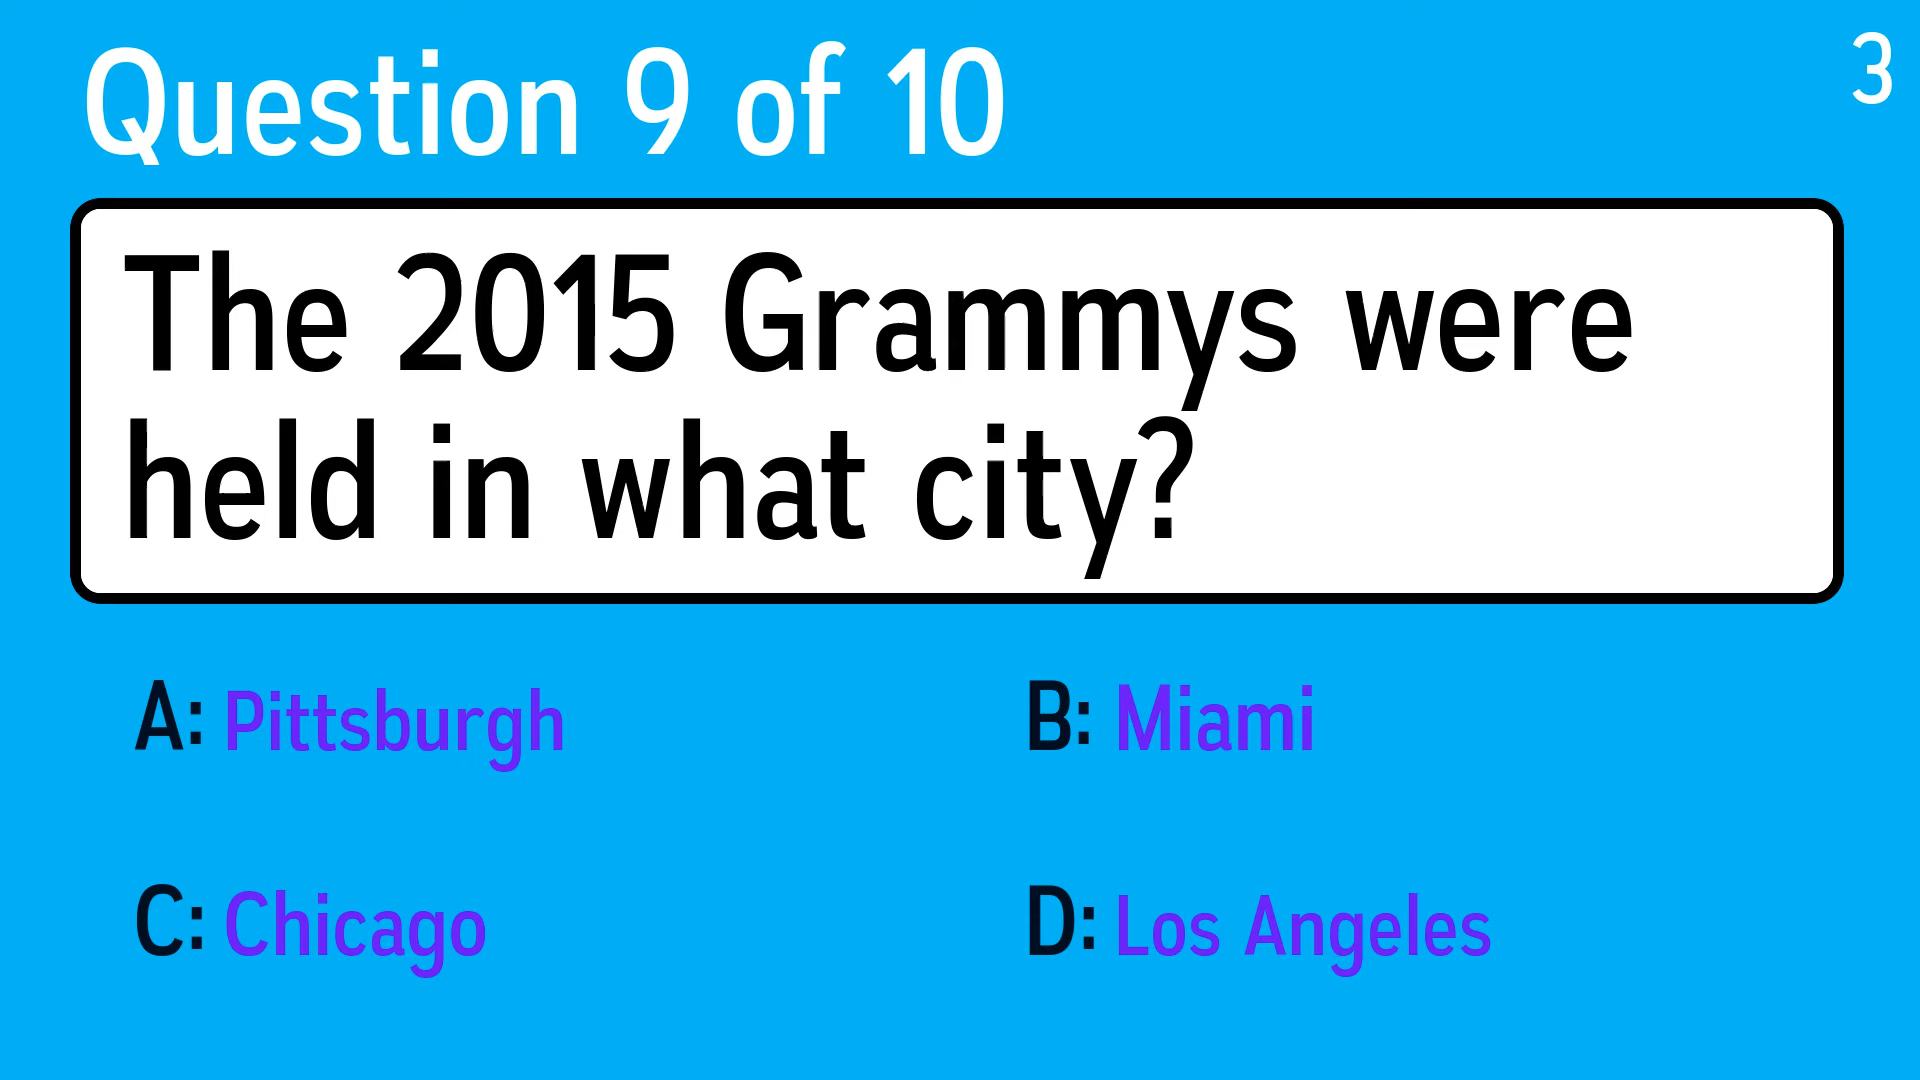 Question 9 of 10
3
The 2015 Grammys were
held in what city?
A: Pittsburgh
B: Miami
C: Chicago
D: Los Angeles